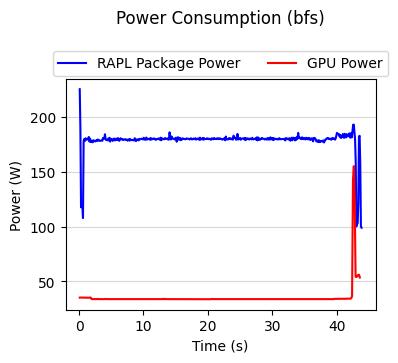 Power Consumption (bfs)
RAPL Package Power
GPU Power
200
150
100
50
Power (W)
0
10
20
30
40
Time (s)